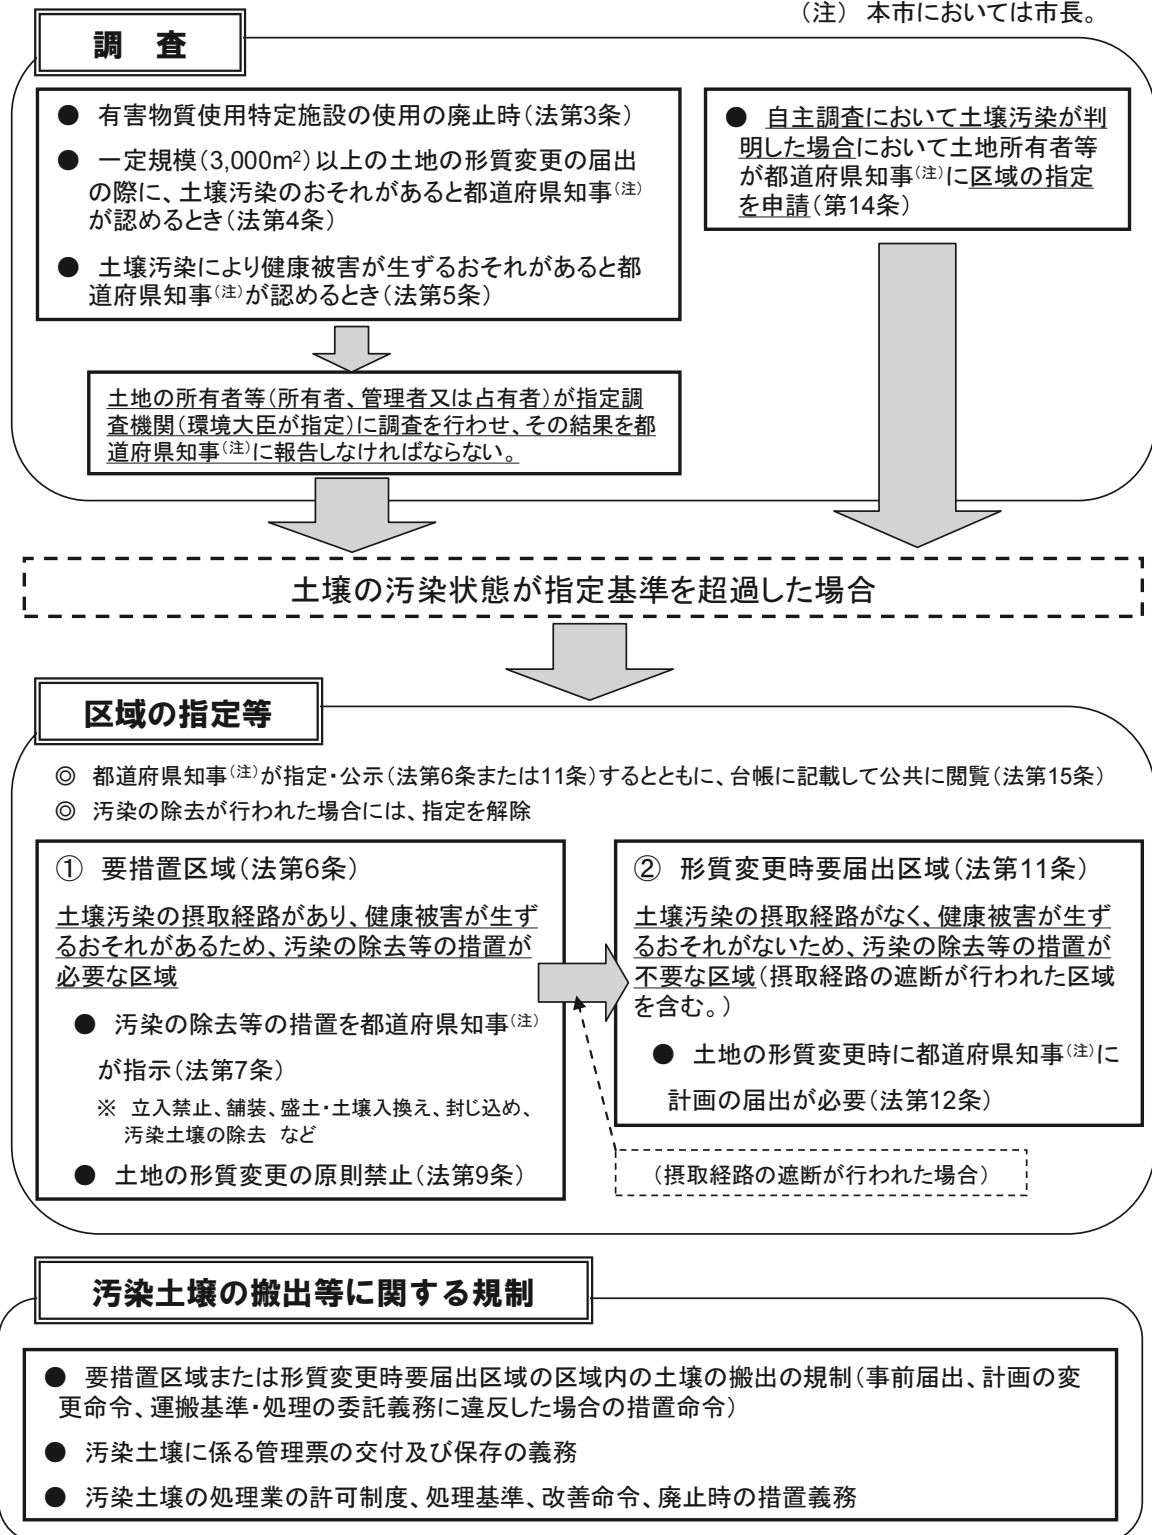 (注) 本市においては市長。
調 査
● 有害物質使用特定施設の使用の廃止時(法第3条)
● 一定規模(3,000m²)以上の土地の形質変更の届出
の際に、土壌汚染のおそれがあると都道府県知事(注)
が認めるとき(法第4条)
● 土壌汚染により健康被害が生ずるおそれがあると都
道府県知事(注)が認めるとき(法第5条)
● 自主調査において土壌汚染が判
明した場合において土地所有者等
が都道府県知事(注)に区域の指定
を申請(第14条)
土地の所有者等(所有者、管理者又は占有者)が指定調
査機関(環境大臣が指定)に調査を行わせ、その結果を都
道府県知事(注)に報告しなければならない。
土壌の汚染状態が指定基準を超過した場合
区域の指定等
◎ 都道府県知事(注)が指定・公示(法第6条または11条)するとともに、台帳に記載して公共に閲覧(法第15条)
◎ 汚染の除去が行われた場合には、指定を解除
① 要措置区域(法第6条)
土壌汚染の摂取経路があり、健康被害が生ず
るおそれがあるため、汚染の除去等の措置が
必要な区域
● 汚染の除去等の措置を都道府県知事(注)
が指示(法第7条)
※ 立入禁止、舗装、盛土・土壌入換え、封じ込め、
汚染土壌の除去 など
● 土地の形質変更の原則禁止(法第9条)
② 形質変更時要届出区域(法第11条)
土壌汚染の摂取経路がなく、健康被害が生ず
るおそれがないため、汚染の除去等の措置が
不要な区域(摂取経路の遮断が行われた区域
を含む。)
● 土地の形質変更時に都道府県知事(注)に
計画の届出が必要(法第12条)
(摂取経路の遮断が行われた場合)
汚染土壌の搬出等に関する規制
● 要措置区域または形質変更時要届出区域の区域内の土壌の搬出の規制(事前届出、計画の変
更命令、運搬基準・処理の委託義務に違反した場合の措置命令)
● 汚染土壌に係る管理票の交付及び保存の義務
● 汚染土壌の処理業の許可制度、処理基準、改善命令、廃止時の措置義務